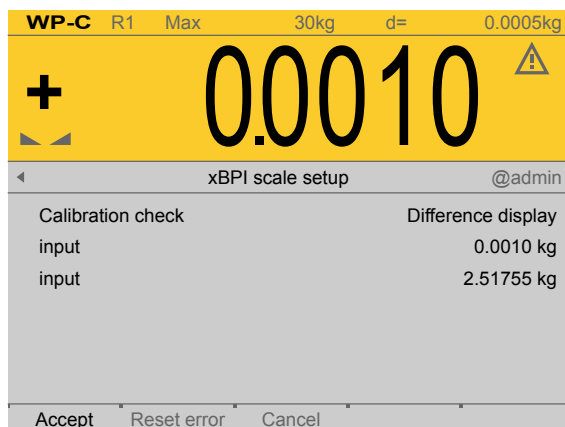 WP-C R1 Max 30kg d= 0.0005kg
+ 0.0010
xBPI scale setup @admin
Calibration check Difference display
input 0.0010 kg
input 2.51755 kg
Accept Reset error Cancel